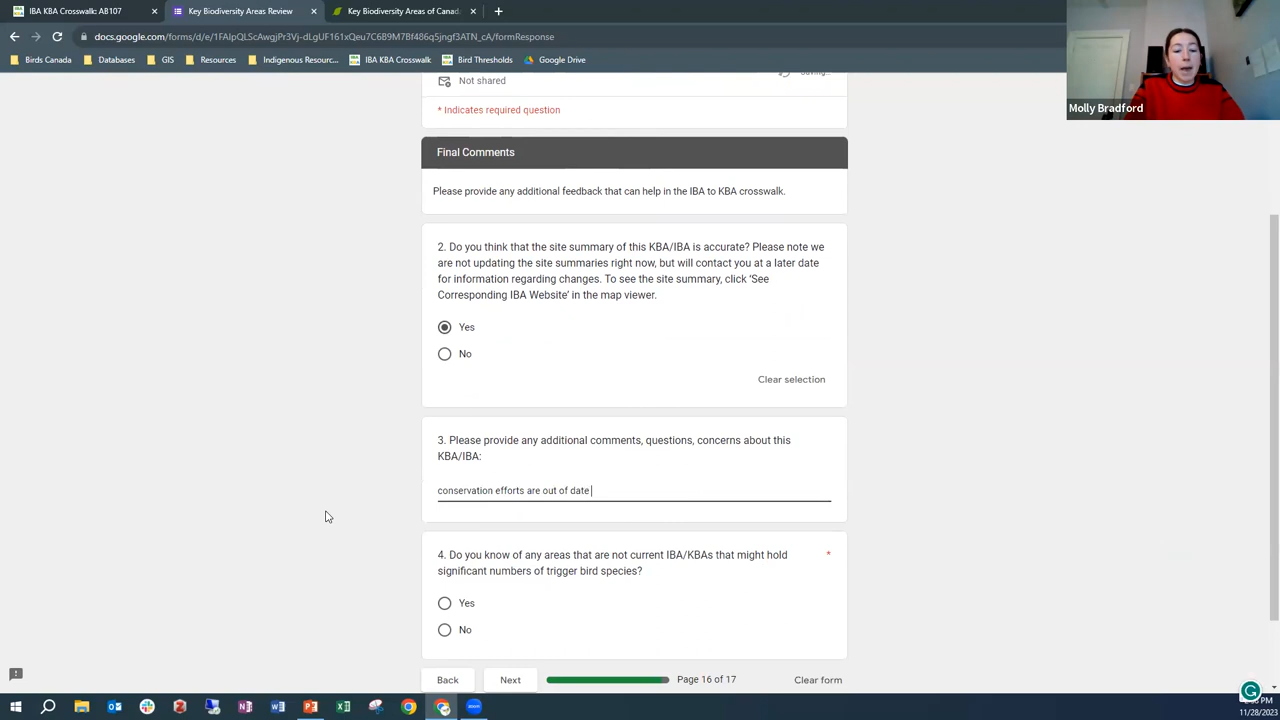 IBA KBA Crosswalk: AB107
Key Biodiversity Areas Review
Key Biodiversity Areas of Canad
docs.google.com/forms/d/e/1FAIpQLScAwgjPr3Vj-dLgUF161xQeu7C6B9M7Bf486q5jngf3ATN_cA/formResponse
Birds Canada
Databases
GIS
Resources
Indigenous Resourc...
IBA KBA Crosswalk
Bird Thresholds
Google Drive
Molly Bradford
Not shared
Saving...
* Indicates required question
Final Comments
Please provide any additional feedback that can help in the IBA to KBA crosswalk.
2. Do you think that the site summary of this KBA/IBA is accurate? Please note we
are not updating the site summaries right now, but will contact you at a later date
for information regarding changes. To see the site summary, click 'See
Corresponding IBA Website' in the map viewer.
Yes
No
Clear selection
3. Please provide any additional comments, questions, concerns about this
KBA/IBA:
conservation efforts are out of date
4. Do you know of any areas that are not current IBA/KBAs that might hold *
significant numbers of trigger bird species?
Yes
No
Back
Next
Page 16 of 17
Clear form
11/28/2023